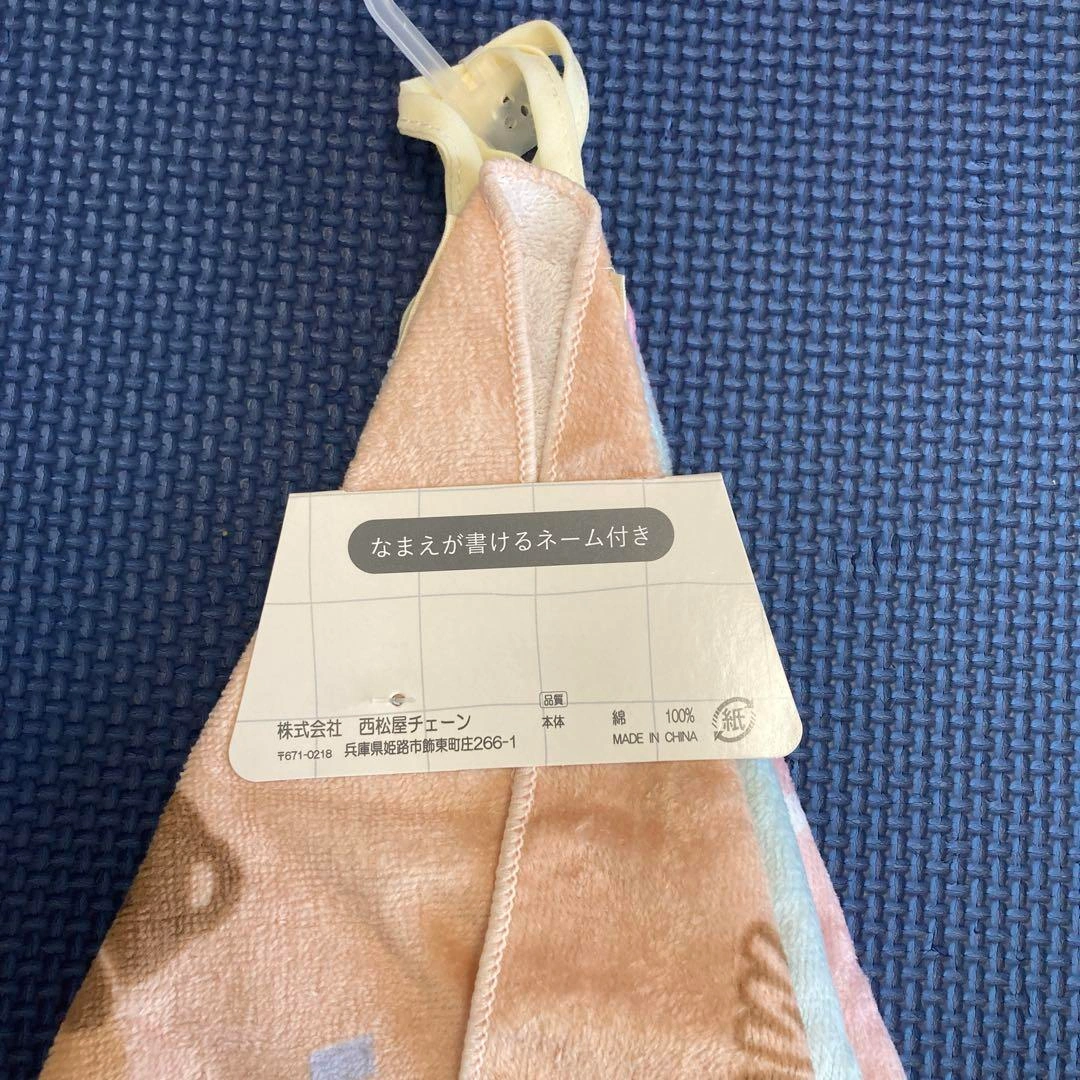 なまえが書けるネーム付き
株式会社 西松屋チェーン
〒671-0218 兵庫県姫路市飾東町庄266-1
品質
本体 綿 100%
MADE IN CHINA
紙